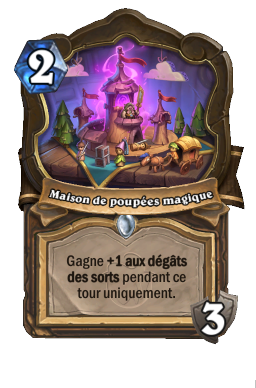 2
Maison de poupées magique
Gagne +1 aux dégâts
des sorts pendant ce
tour uniquement.
3